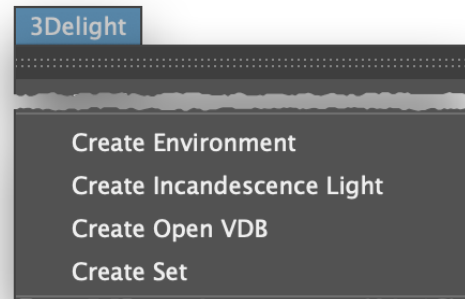 3Delight
Create Environment
Create Incandescence Light
Create Open VDB
Create Set